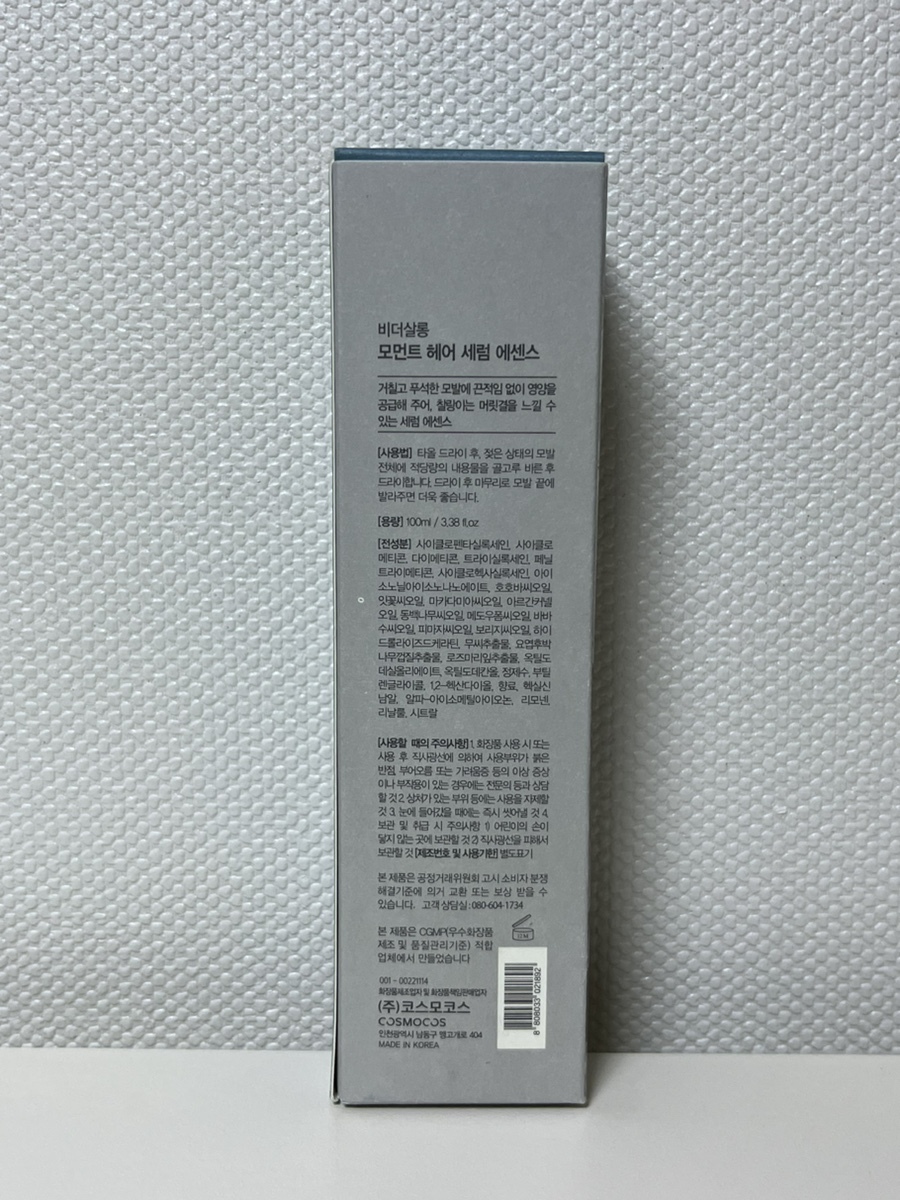 비더살롱
모먼트 헤어 세럼 에센스
거칠고 푸석한 모발에 끈적임 없이 영양을
공급해 주어, 찰랑이는 머릿결을 느낄 수
있는 세럼 에센스
[사용법] 타올 드라이 후, 젖은 상태의 모발
전체에 적당량의 내용물을 골고루 바른 후
드라이합니다. 드라이 후 마무리로 모발 끝에
발라주면 더욱 좋습니다.
[용량] 100ml / 3.38 fl.oz
[전성분] 사이클로펜타실록세인, 사이클로
메티콘, 다이메티콘, 트라이실록세인, 페닐
트라이메티콘, 사이클로헥사실록세인, 아이
소노닐아이소노나노에이트, 호호바씨오일,
잇꽃씨오일, 마카다미아씨오일, 아르간커넬
오일, 동백나무씨오일, 메도우폼씨오일, 바바
수씨오일, 피마자씨오일, 보리지씨오일, 하이
드롤라이즈드케라틴, 무씨추출물, 요엽후박
나무껍질추출물, 로즈마리잎추출물, 옥틸도
데실올리에이트, 옥틸도데칸올, 정제수, 부틸
렌글라이콜, 1,2-헥산다이올, 향료, 헥실신
남알, 알파-아이소메틸아이오논, 리모넨,
리날룰, 시트랄
[사용할 때의 주의사항] 1. 화장품 사용 시 또는
사용 후 직사광선에 의하여 사용부위가 붉은
반점, 부어오름 또는 가려움증 등의 이상 증상
이나 부작용이 있는 경우에는 전문의 등과 상담
할 것 2. 상처가 있는 부위 등에는 사용을 자제할
것 3. 눈에 들어갔을 때에는 즉시 씻어낼 것 4.
보관 및 취급 시 주의사항 1) 어린이의 손이
닿지 않는 곳에 보관할 것 2) 직사광선을 피해서
보관할 것 [제조번호 및 사용기한] 별도표기
본 제품은 공정거래위원회 고시 소비자 분쟁
해결기준에 의거 교환 또는 보상 받을 수
있습니다. 고객 상담실 : 080-604-1734
본 제품은 CGMP(우수화장품
제조 및 품질관리기준) 적합
업체에서 만들었습니다
12M
001 - 00221114
화장품제조업자 및 화장품책임판매업자
(주)코스모코스
COSMOCOS
인천광역시 남동구 앵고개로 404
MADE IN KOREA
8 808033 021892